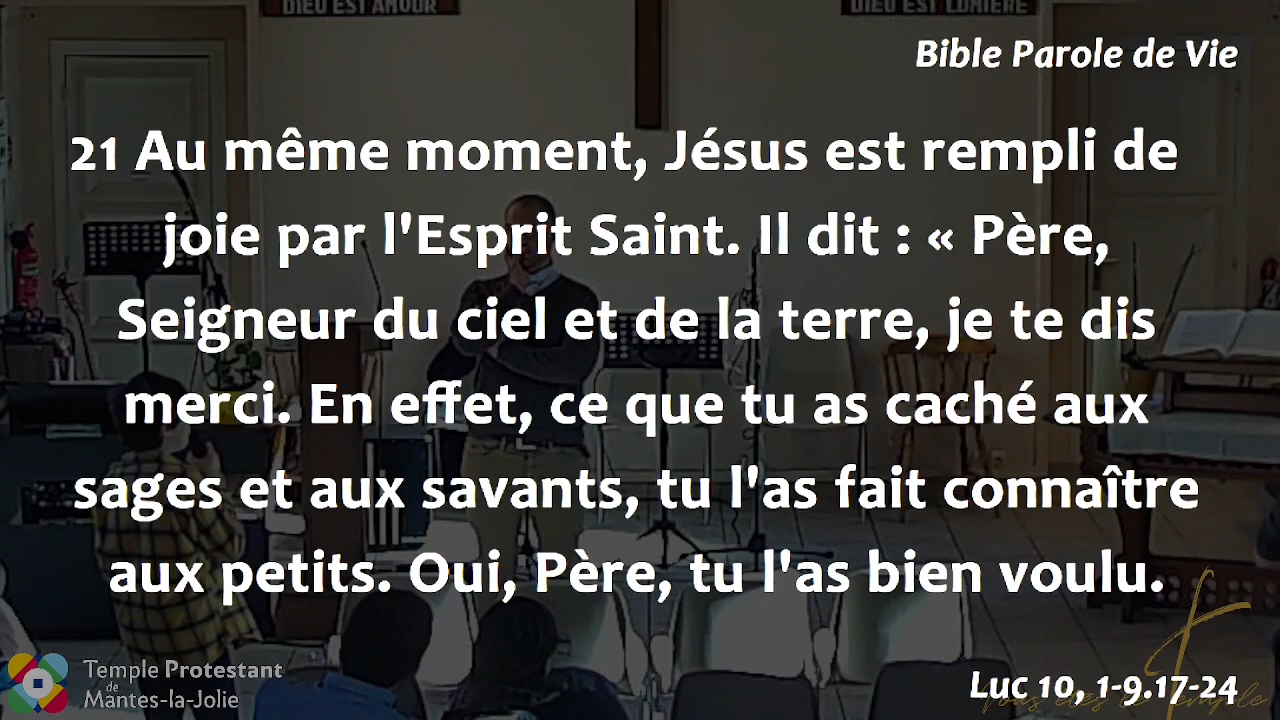 DIEU EST AMOUR
DIEU EST LUMIÈRE
Bible Parole de Vie
21 Au même moment, Jésus est rempli de
joie par l'Esprit Saint. Il dit : « Père,
Seigneur du ciel et de la terre, je te dis
merci. En effet, ce que tu as caché aux
sages et aux savants, tu l'as fait connaître
aux petits. Oui, Père, tu l'as bien voulu.
Temple Protestant
de
Mantes-la-Jolie
Luc 10, 1-9.17-24